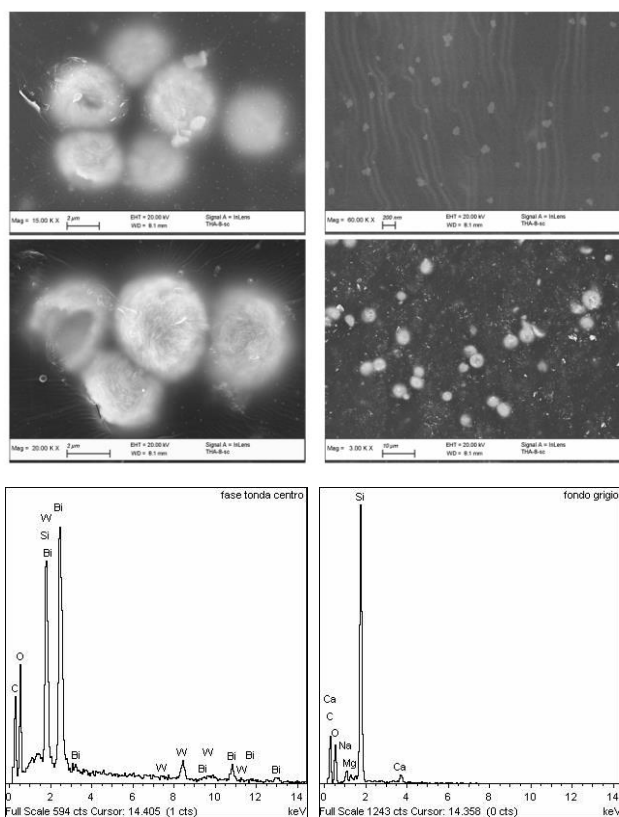 Mag = 15.00 K X
2 µm
EHT = 20.00 kV
WD = 8.1 mm
Signal A = InLens
THA-B-sc
Mag = 60.00 K X
200 nm
EHT = 20.00 kV
WD = 8.1 mm
Signal A = InLens
THA-B-sc
Mag = 20.00 K X
2 µm
EHT = 20.00 kV
WD = 8.1 mm
Signal A = InLens
THA-B-sc
Mag = 3.00 K X
10 µm
EHT = 20.00 kV
WD = 8.1 mm
Signal A = InLens
THA-B-sc
fase tonda centro
W
Si
Bi
Bi
O
C
Bi
W
W
W
Bi
Bi
W
Bi
Bi
0 2 4 6 8 10 12 14
Full Scale 594 cts Cursor: 14.405 (1 cts)
keV
fondo grigio
Si
Ca
C
O
Na
Mg
Ca
0 2 4 6 8 10 12 14
Full Scale 1243 cts Cursor: 14.358 (0 cts)
keV